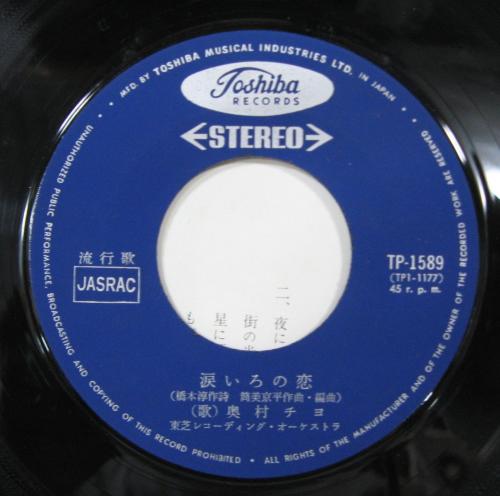 MFD. BY TOSHIBA MUSICAL INDUSTRIES LTD. IN JAPAN
Toshiba
RECORDS
STEREO
流行歌
JASRAC
TP-1589
(TP1-1177)
45 r. p. m.
二、夜に
街の
星に
も
涙いろの恋
(橋本淳作詩 筒美京平作曲・編曲)
(歌)奥村チヨ
東芝レコーディング・オーケストラ
UNAUTHORIZED PUBLIC PERFORMANCE, BROADCASTING AND COPYING OF THIS RECORD PROHIBITED • ALL RIGHTS OF THE MANUFACTURER AND OF THE OWNER OF THE RECORDED WORK ARE RESERVED